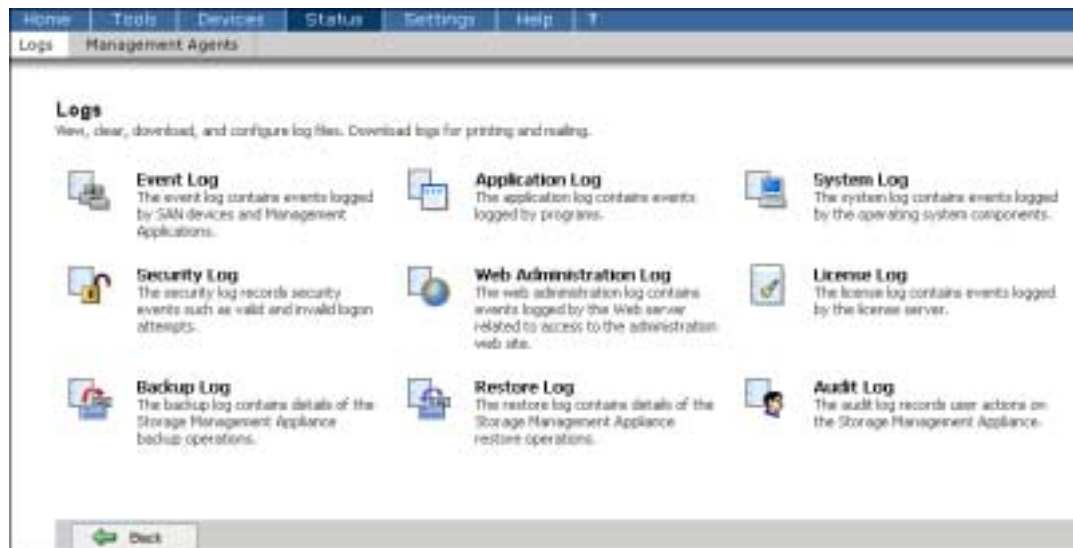 Home Tools Devices Status Settings Help ?
Logs Management Agents
Logs
View, clear, download, and configure log files. Download logs for printing and mailing.
Event Log
The event log contains events logged
by SAN devices and Management
Applications.
Application Log
The application log contains events
logged by programs.
System Log
The system log contains events logged
by the operating system components.
Security Log
The security log records security
events such as valid and invalid logon
attempts.
Web Administration Log
The web administration log contains
events logged by the Web server
related to access to the administration
web site.
License Log
The license log contains events logged
by the license server.
Backup Log
The backup log contains details of the
Storage Management Appliance
backup operations.
Restore Log
The restore log contains details of the
Storage Management Appliance
restore operations.
Audit Log
The audit log records user actions on
the Storage Management Appliance.
Back